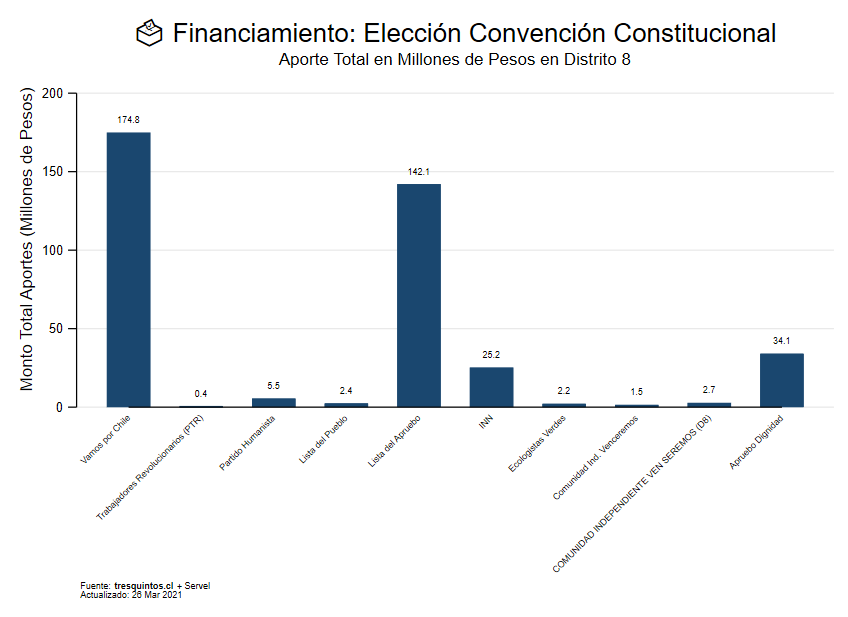 Financiamiento: Elección Convención Constitucional
Aporte Total en Millones de Pesos en Distrito 8
Monto Total Aportes (Millones de Pesos)
200
150
100
50
0
174.8
0.4
5.5
2.4
142.1
25.2
2.2
1.5
2.7
34.1
Vamos por Chile
Trabajadores Revolucionarios (PTR)
Partido Humanista
Lista del Pueblo
Lista del Apruebo
INN
Ecologistas Verdes
Comunidad Ind. Venceremos
COMUNIDAD INDEPENDIENTE VEN SEREMOS (D8)
Apruebo Dignidad
Fuente: tresquintos.cl + Servel
Actualizado: 26 Mar 2021